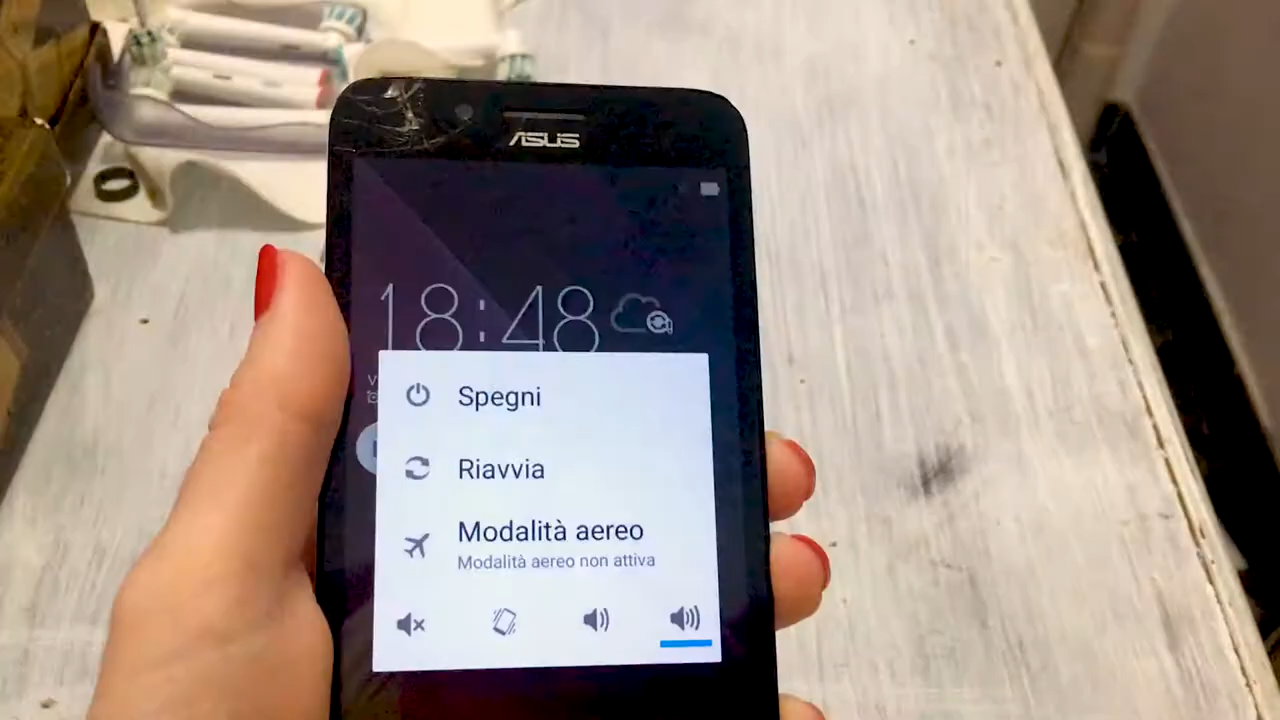 ASUS
18:48
Spegni
Riavvia
Modalità aereo
Modalità aereo non attiva